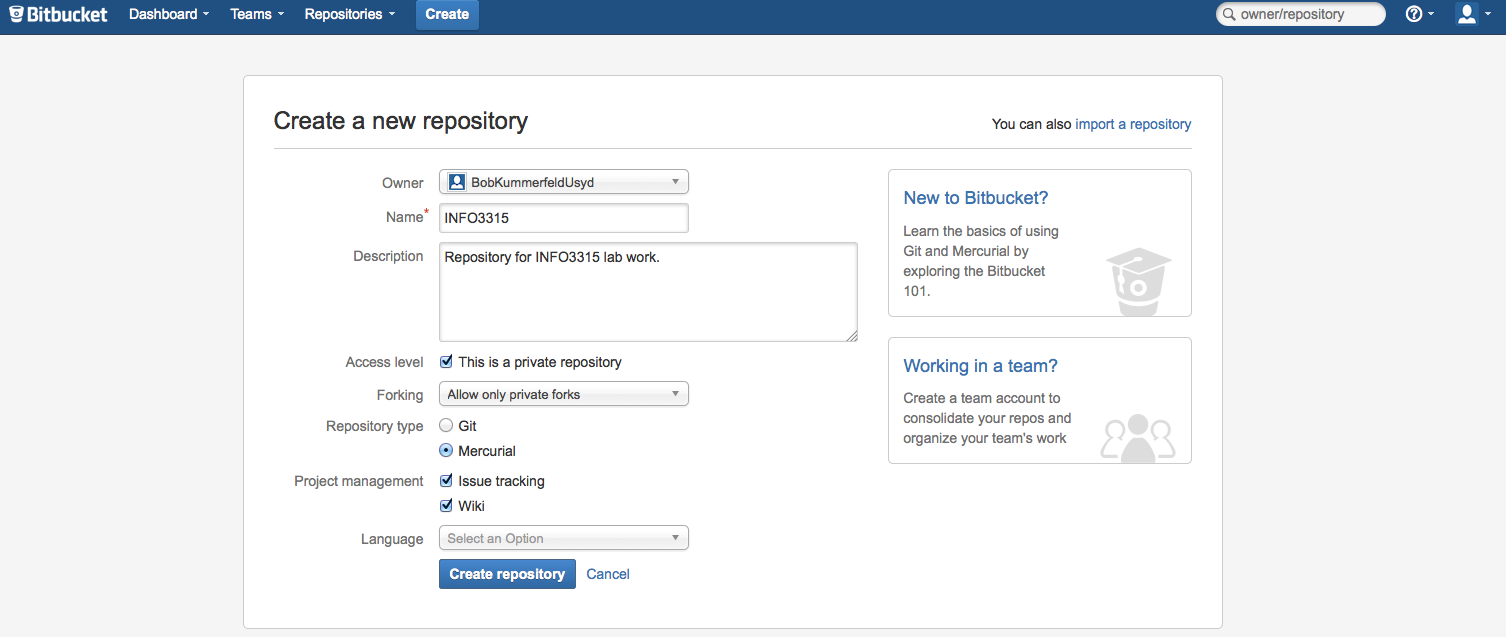 Bitbucket Dashboard Teams Repositories Create owner/repository
Create a new repository
You can also import a repository
Owner BobKummerfeldUsyd
Name* INFO3315
Description Repository for INFO3315 lab work.
Access level This is a private repository
Forking Allow only private forks
Repository type Git
Mercurial
Project management Issue tracking
Wiki
Language Select an Option
Create repository Cancel
New to Bitbucket?
Learn the basics of using
Git and Mercurial by
exploring the Bitbucket
101.
Working in a team?
Create a team account to
consolidate your repos and
organize your team's work